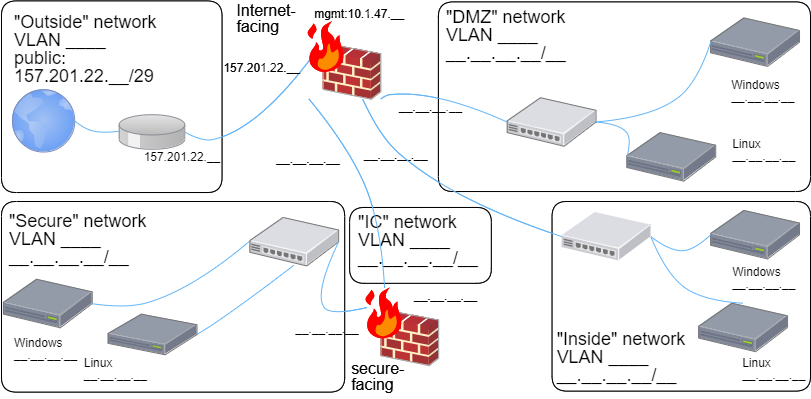 "Outside" network
VLAN ____
public:
157.201.22.__/29
157.201.22.__
Internet-
facing
mgmt:10.1.47.__
157.201.22.__
__.__.__.__
__.__.__.__
__.__.__.__
"DMZ" network
VLAN ____
__.__.__.__/__
Windows
__.__.__.__
Linux
__.__.__.__
"Secure" network
VLAN ____
__.__.__.__/__
Windows
__.__.__.__
Linux
__.__.__.__
"IC" network
VLAN ____
__.__.__.__/__
__.__.__.__
__.__.__.__
secure-
facing
Windows
__.__.__.__
"Inside" network
VLAN ____
__.__.__.__/__
Linux
__.__.__.__